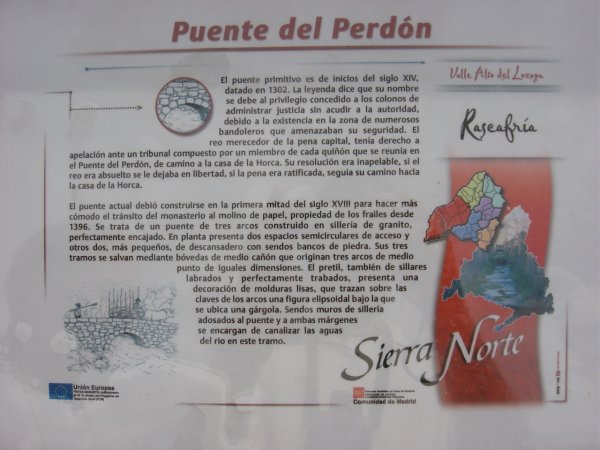 Puente del Perdón
Valle Alto del Lozoya
Rascafría
El puente primitivo es de inicios del siglo XIV,
datado en 1302. La leyenda dice que su nombre
se debe al privilegio concedido a los colonos de
administrar justicia sin acudir a la autoridad,
debido a la existencia en la zona de numerosos
bandoleros que amenazaban su seguridad. El
reo merecedor de la pena capital, tenía derecho a
apelación ante un tribunal compuesto por un miembro de cada quiñón que se reunía en
el Puente del Perdón, de camino a la casa de la Horca. Su resolución era inapelable, si el
reo era absuelto se le dejaba en libertad, si la pena era ratificada, seguía su camino hacia
la casa de la Horca.
El puente actual debió construirse en la primera mitad del siglo XVIII para hacer más
cómodo el tránsito del monasterio al molino de papel, propiedad de los frailes desde
1396. Se trata de un puente de tres arcos construido en sillería de granito,
perfectamente encajado. En planta presenta dos espacios semicirculares de acceso y
otros dos, más pequeños, de descansadero con sendos bancos de piedra. Sus tres
tramos se salvan mediante bóvedas de medio cañón que originan tres arcos de medio
punto de iguales dimensiones. El pretil, también de sillares
labrados y perfectamente trabados, presenta una
decoración de molduras lisas, que trazan sobre las
claves de los arcos una figura elipsoidal bajo la que
se ubica una gárgola. Sendos muros de sillería
adosados al puente y a ambas márgenes
se encargan de canalizar las aguas
del río en este tramo.
Sierra Norte
Unión Europea
Comunidad de Madrid